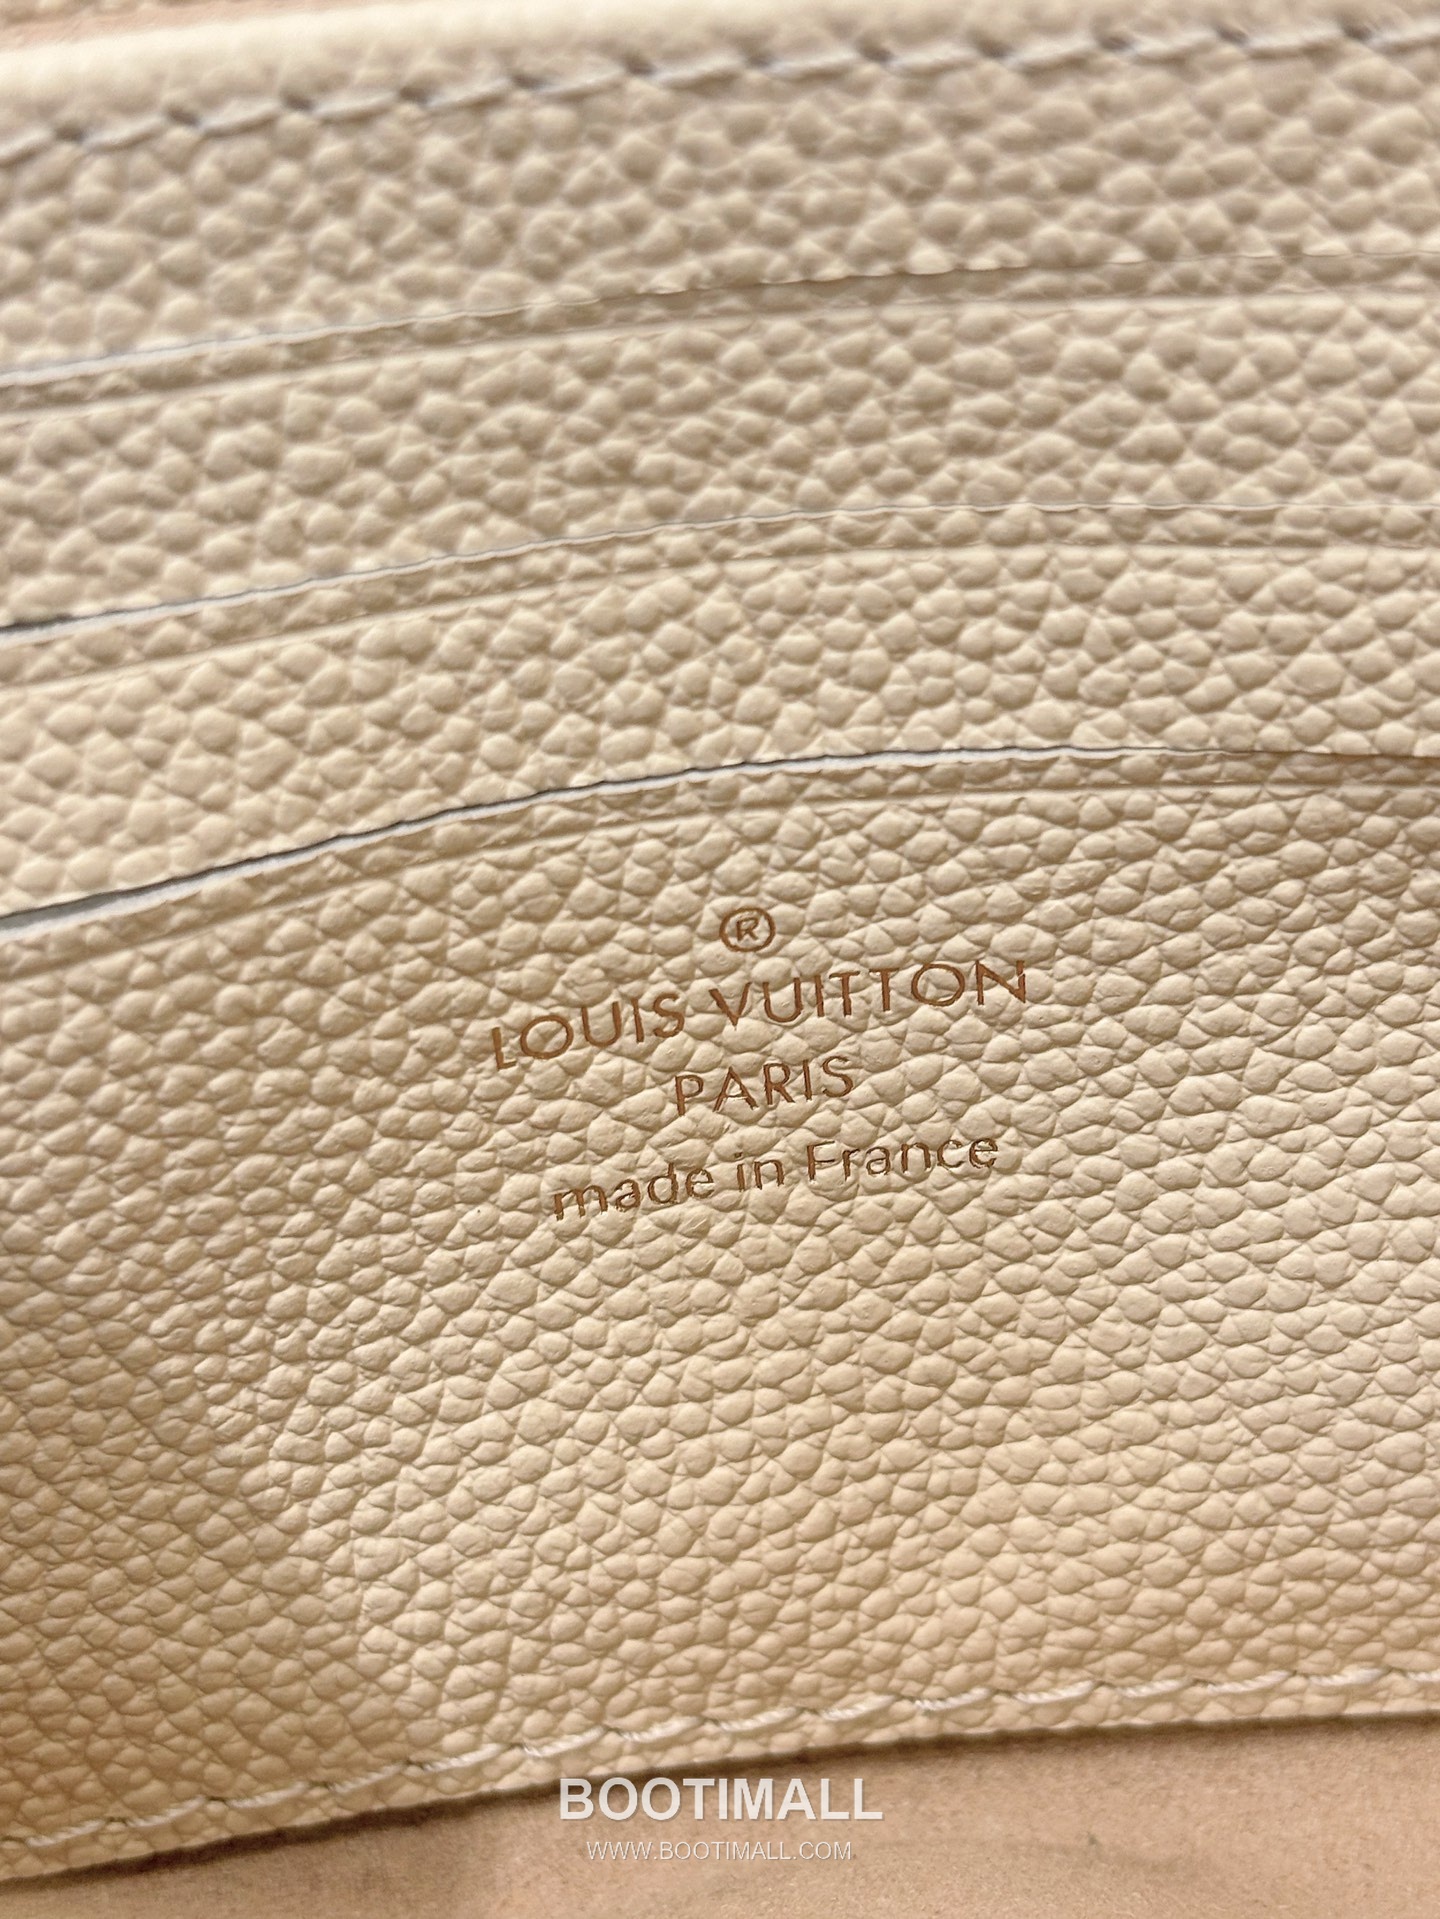 ®
LOUIS VUITTON
PARIS
made in France
BOOTIMALL
WWW.BOOTIMALL.COM